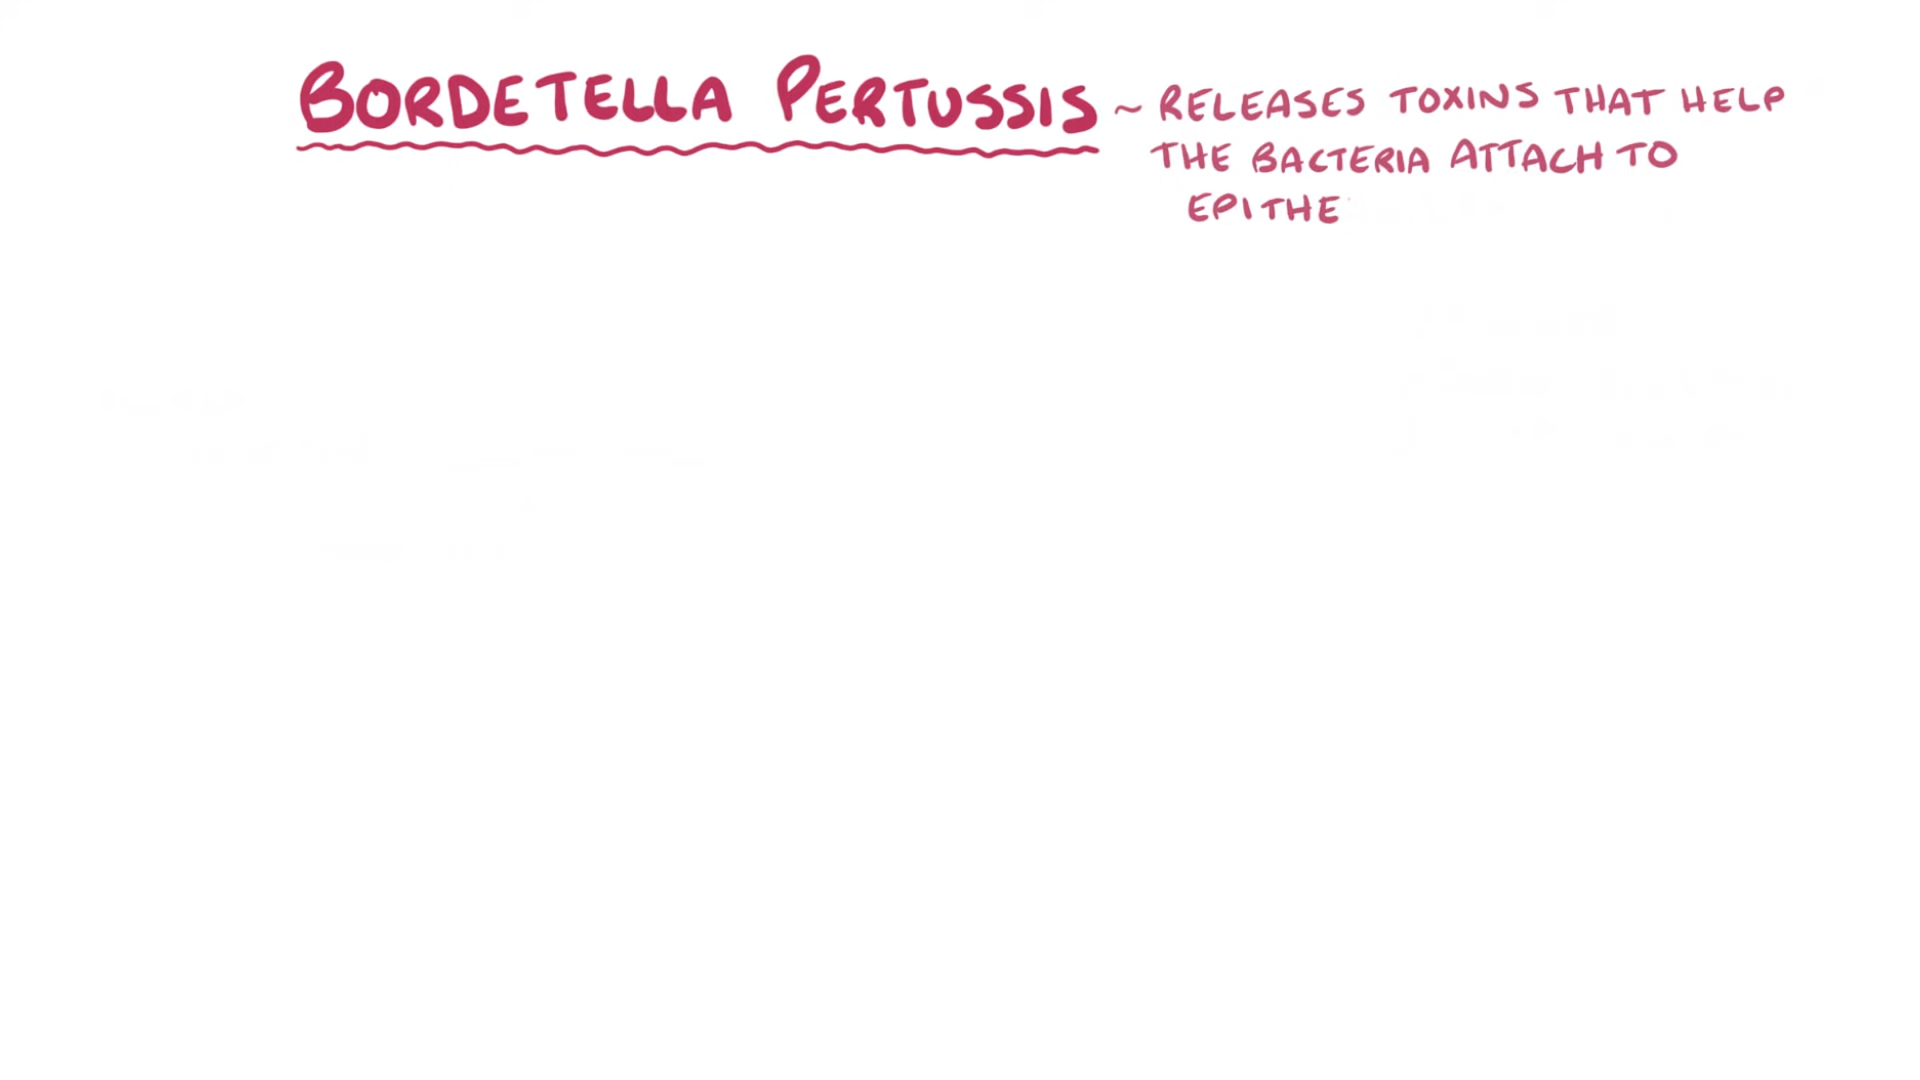 BORDETELLA PERTUSSIS ~ RELEASES TOXINS THAT HELP
THE BACTERIA ATTACH TO
EPITHE